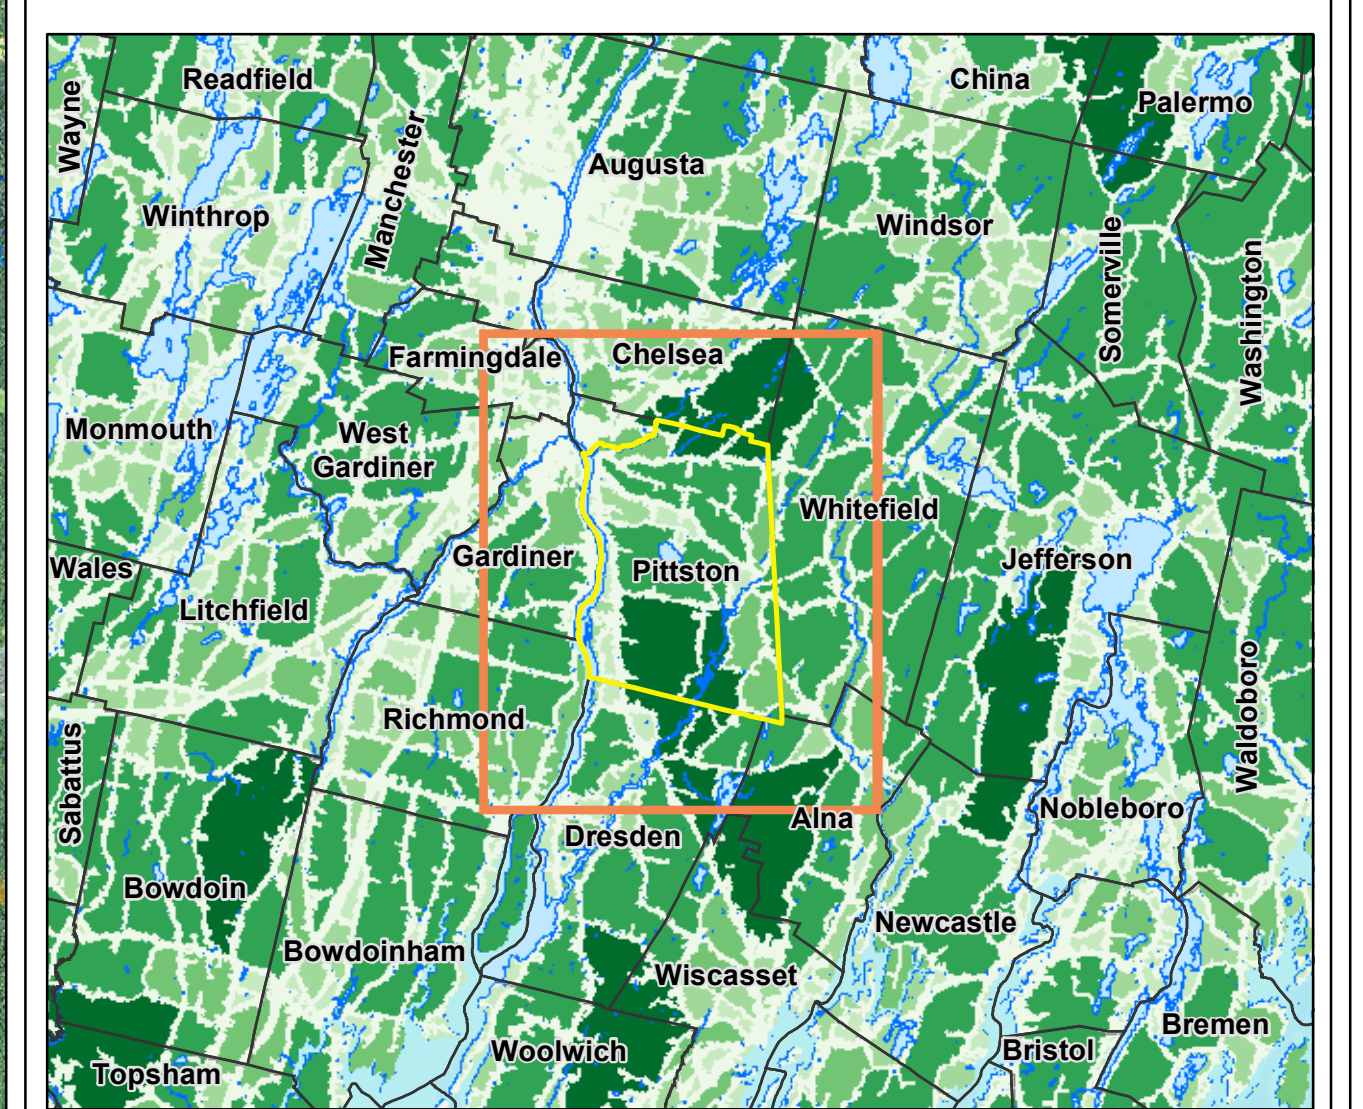 Readfield
China
Palermo
Wayne
Manchester
Augusta
Winthrop
Windsor
Somerville
Washington
Farmingdale
Chelsea
Monmouth
West
Gardiner
Whitefield
Gardiner
Pittston
Jefferson
Wales
Litchfield
Richmond
Waldoboro
Sabattus
Nobleboro
Alna
Dresden
Bowdoin
Newcastle
Bowdoinham
Wiscasset
Bremen
Woolwich
Bristol
Topsham